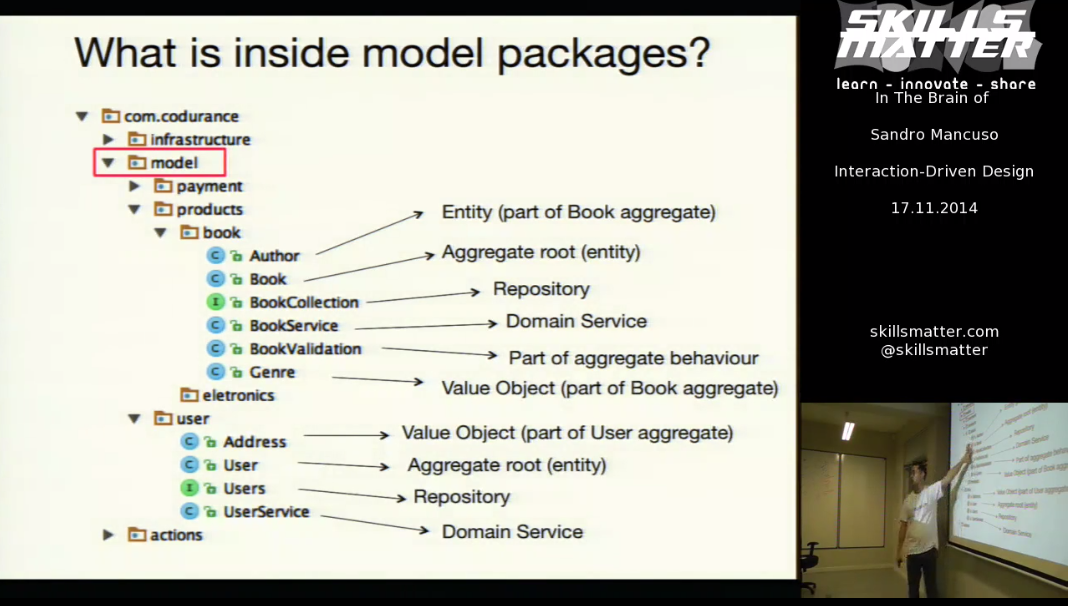 What is inside model packages?
com.codurance
infrastructure
model
payment
products
book
Author
Entity (part of Book aggregate)
Book
Aggregate root (entity)
BookCollection
Repository
BookService
Domain Service
BookValidation
Part of aggregate behaviour
Genre
Value Object (part of Book aggregate)
eletronics
user
Address
Value Object (part of User aggregate)
User
Aggregate root (entity)
Users
Repository
UserService
Domain Service
actions
SKILLS
MATTER
learn - innovate - share
In The Brain of
Sandro Mancuso
Interaction-Driven Design
17.11.2014
skillsmatter.com
@skillsmatter